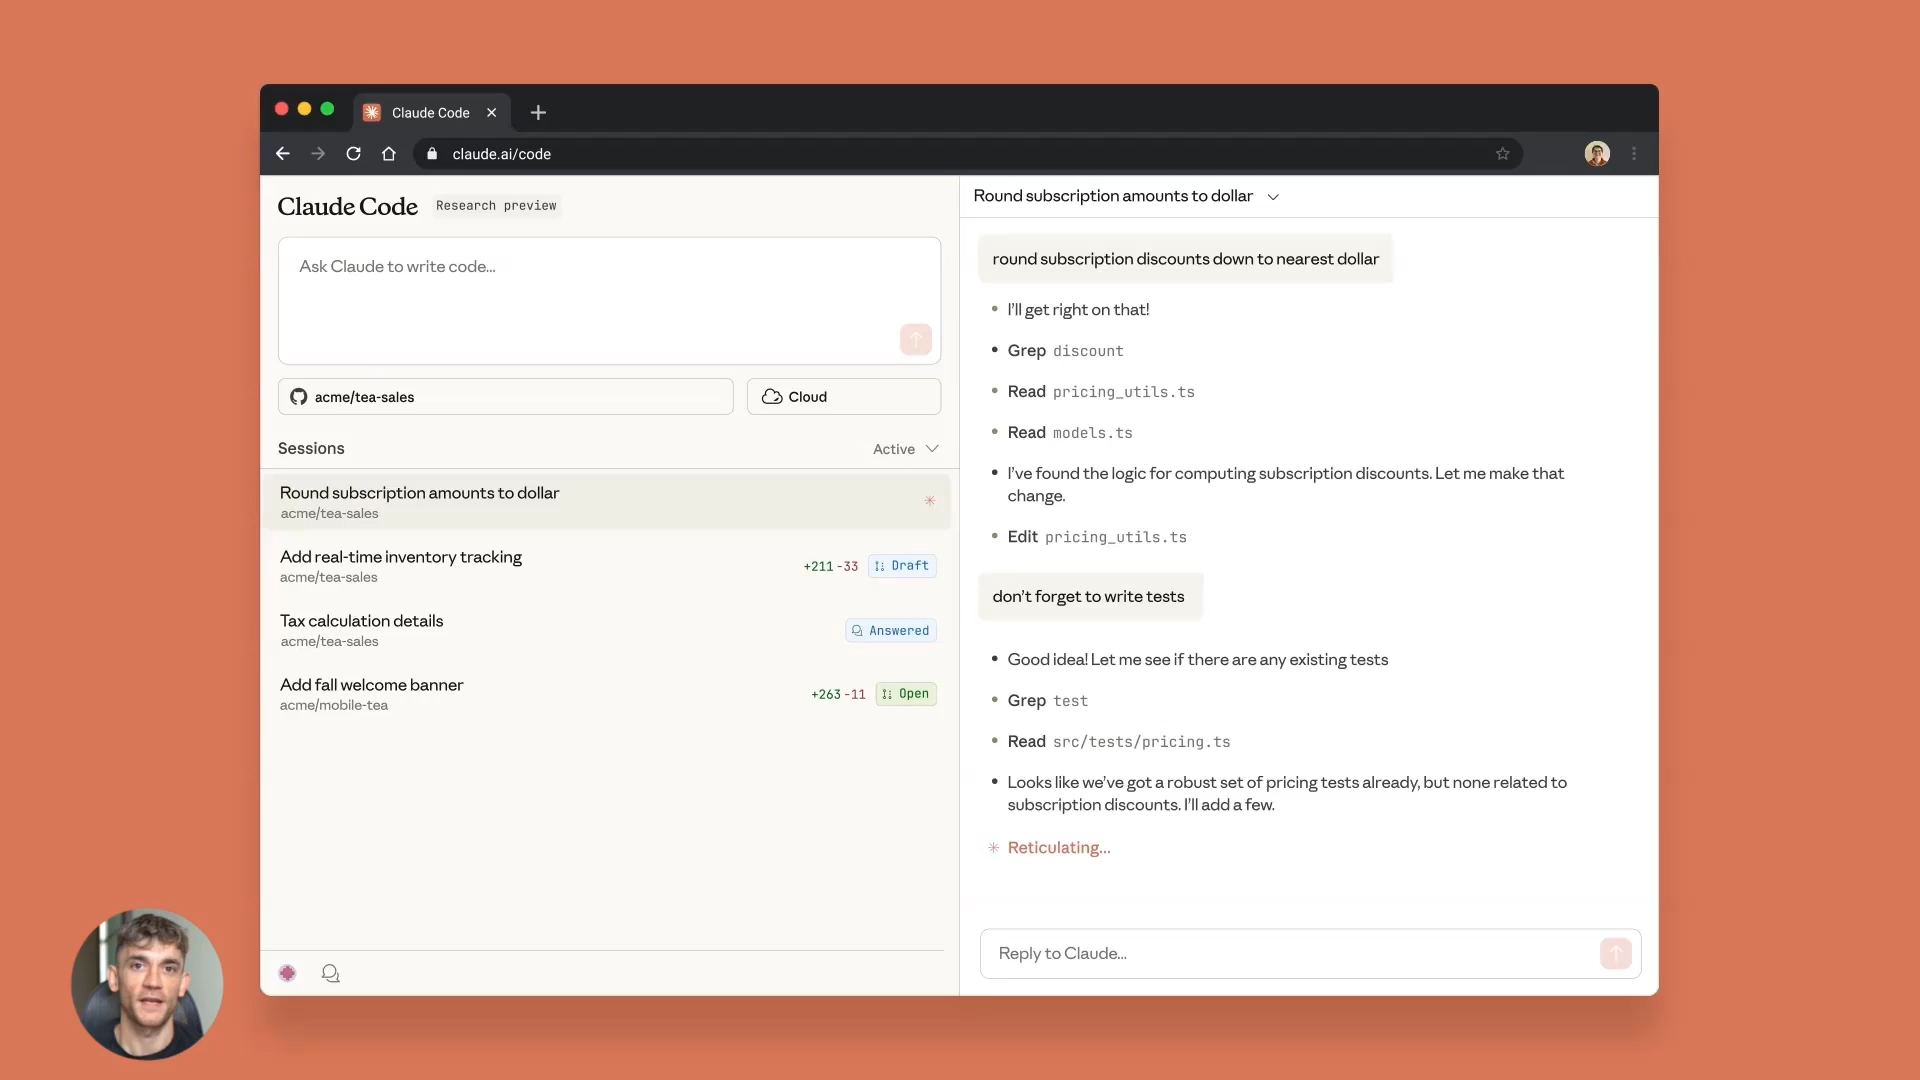 Claude Code
claude.ai/code
Claude Code Research preview
Ask Claude to write code...
acme/tea-sales
Cloud
Sessions
Active
Round subscription amounts to dollar
acme/tea-sales
Add real-time inventory tracking
acme/tea-sales
+211 -33 Draft
Tax calculation details
acme/tea-sales
Answered
Add fall welcome banner
acme/mobile-tea
+263 -11 Open
Round subscription amounts to dollar
round subscription discounts down to nearest dollar
I'll get right on that!
Grep discount
Read pricing_utils.ts
Read models.ts
I've found the logic for computing subscription discounts. Let me make that
change.
Edit pricing_utils.ts
don't forget to write tests
Good idea! Let me see if there are any existing tests
Grep test
Read src/tests/pricing.ts
Looks like we've got a robust set of pricing tests already, but none related to
subscription discounts. I'll add a few.
Reticulating...
Reply to Claude...